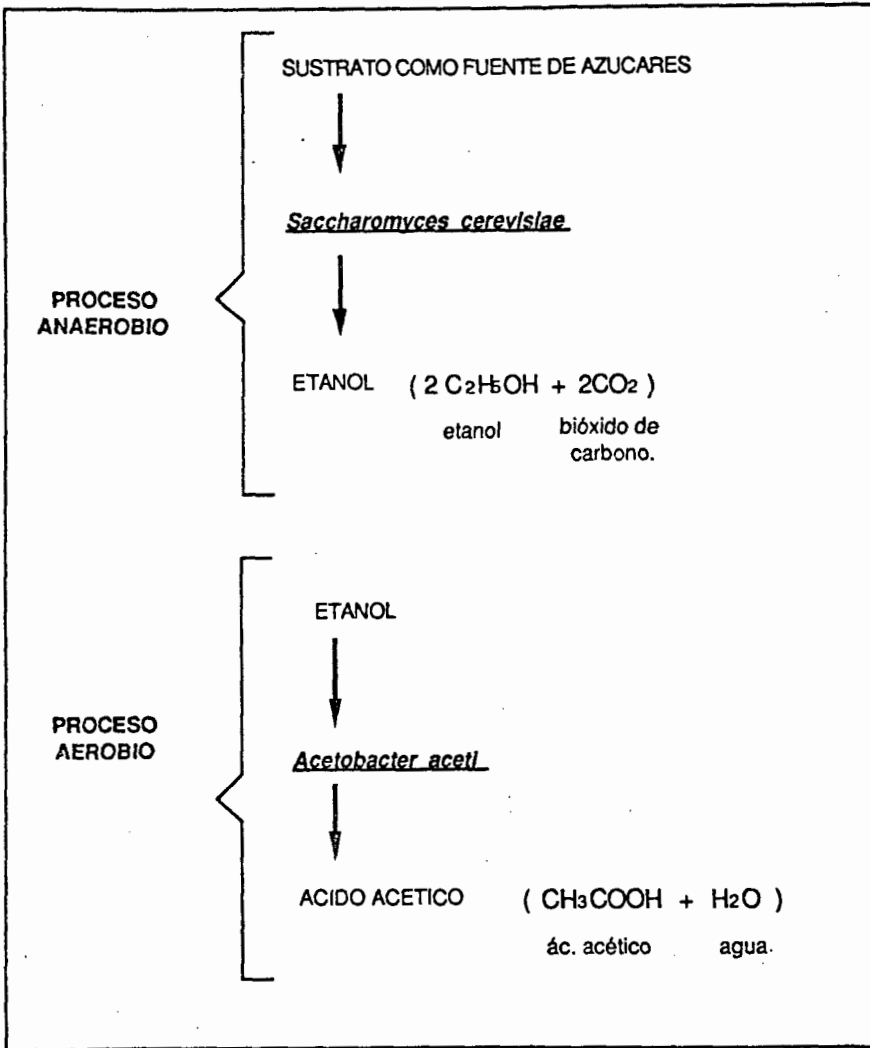 SUSTRATO COMO FUENTE DE AZUCARES
Saccharomyces cerevisiae
PROCESO
ANAEROBIO
ETANOL ( 2 C2H5OH + 2CO2 )
etanol bióxido de
carbono.
ETANOL
PROCESO
AEROBIO
Acetobacter aceti
ACIDO ACETICO ( CH3COOH + H2O )
ác. acético agua.